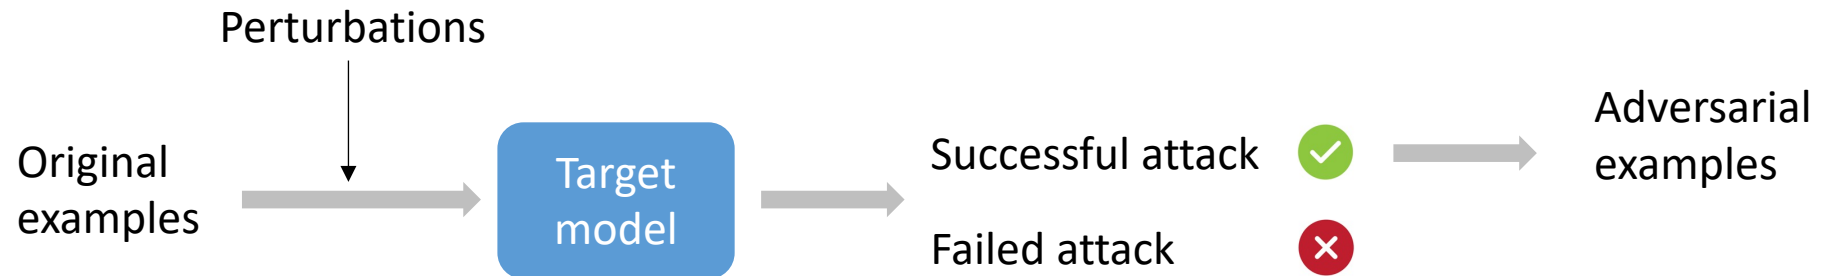 Perturbations
Original
examples
Target
model
Successful attack
Failed attack
Adversarial
examples